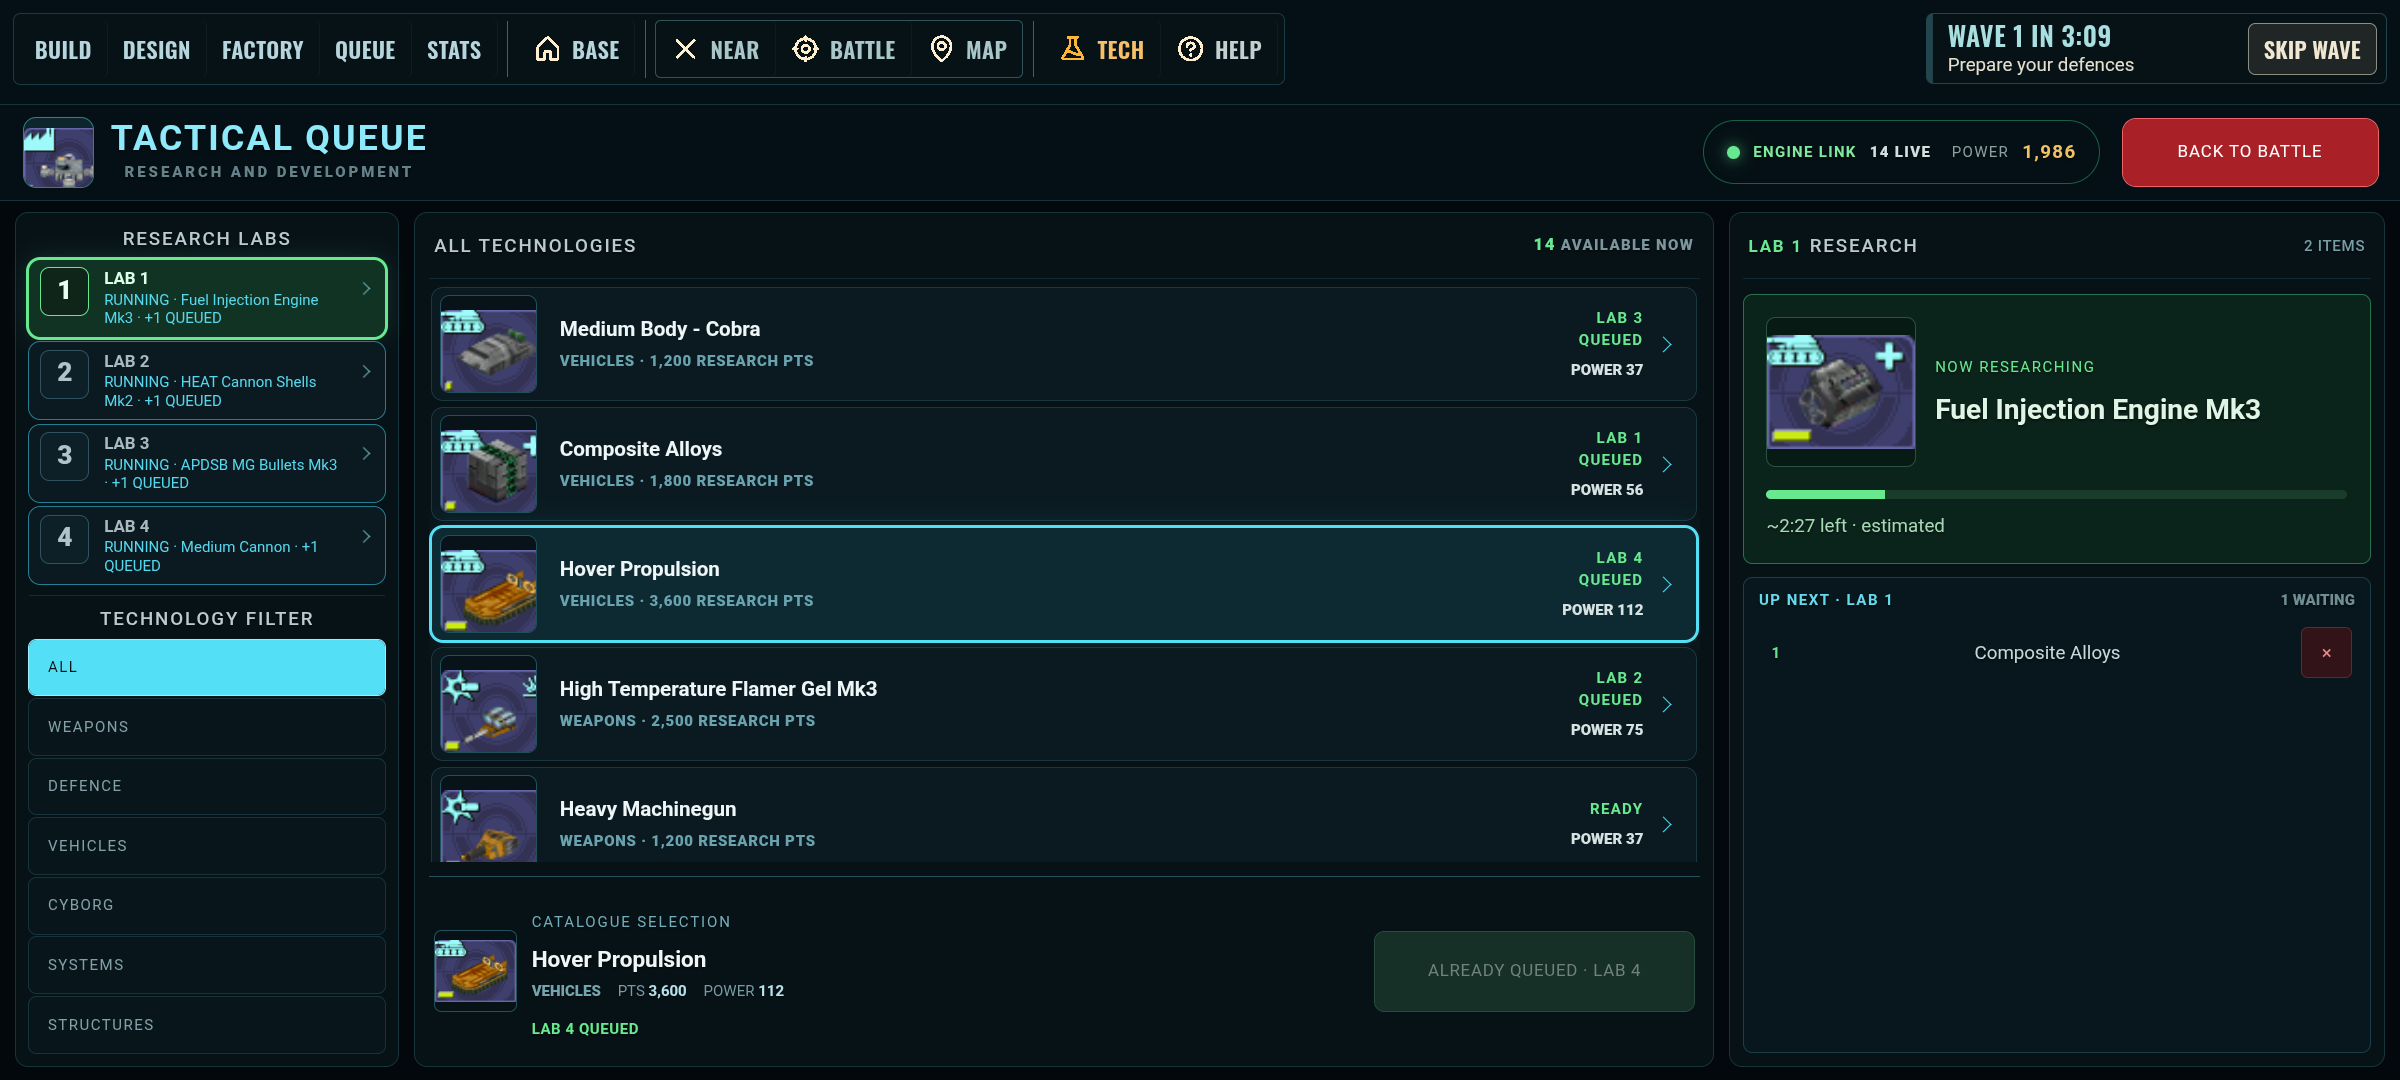 BUILD DESIGN FACTORY QUEUE STATS BASE NEAR BATTLE MAP TECH HELP
WAVE 1 IN 3:09
Prepare your defences
SKIP WAVE
TACTICAL QUEUE
RESEARCH AND DEVELOPMENT
ENGINE LINK 14 LIVE POWER 1,986
BACK TO BATTLE
RESEARCH LABS
1
LAB 1
RUNNING · Fuel Injection Engine
Mk3 · +1 QUEUED
2
LAB 2
RUNNING · HEAT Cannon Shells
Mk2 · +1 QUEUED
3
LAB 3
RUNNING · APDSB MG Bullets Mk3
· +1 QUEUED
4
LAB 4
RUNNING · Medium Cannon · +1
QUEUED
TECHNOLOGY FILTER
ALL
WEAPONS
DEFENCE
VEHICLES
CYBORG
SYSTEMS
STRUCTURES
ALL TECHNOLOGIES
14 AVAILABLE NOW
Medium Body - Cobra
VEHICLES · 1,200 RESEARCH PTS
LAB 3
QUEUED
POWER 37
Composite Alloys
VEHICLES · 1,800 RESEARCH PTS
LAB 1
QUEUED
POWER 56
Hover Propulsion
VEHICLES · 3,600 RESEARCH PTS
LAB 4
QUEUED
POWER 112
High Temperature Flamer Gel Mk3
WEAPONS · 2,500 RESEARCH PTS
LAB 2
QUEUED
POWER 75
Heavy Machinegun
WEAPONS · 1,200 RESEARCH PTS
READY
POWER 37
CATALOGUE SELECTION
Hover Propulsion
VEHICLES PTS 3,600 POWER 112
LAB 4 QUEUED
ALREADY QUEUED · LAB 4
LAB 1 RESEARCH
2 ITEMS
NOW RESEARCHING
Fuel Injection Engine Mk3
~2:27 left · estimated
UP NEXT · LAB 1
1 WAITING
1 Composite Alloys ×